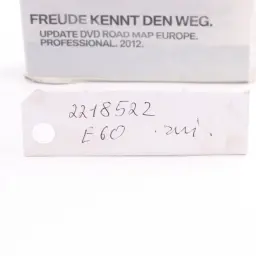 FREUDE KENNT DEN WEG.
UPDATE DVD ROAD MAP EUROPE.
PROFESSIONAL. 2012.
2218522
E60